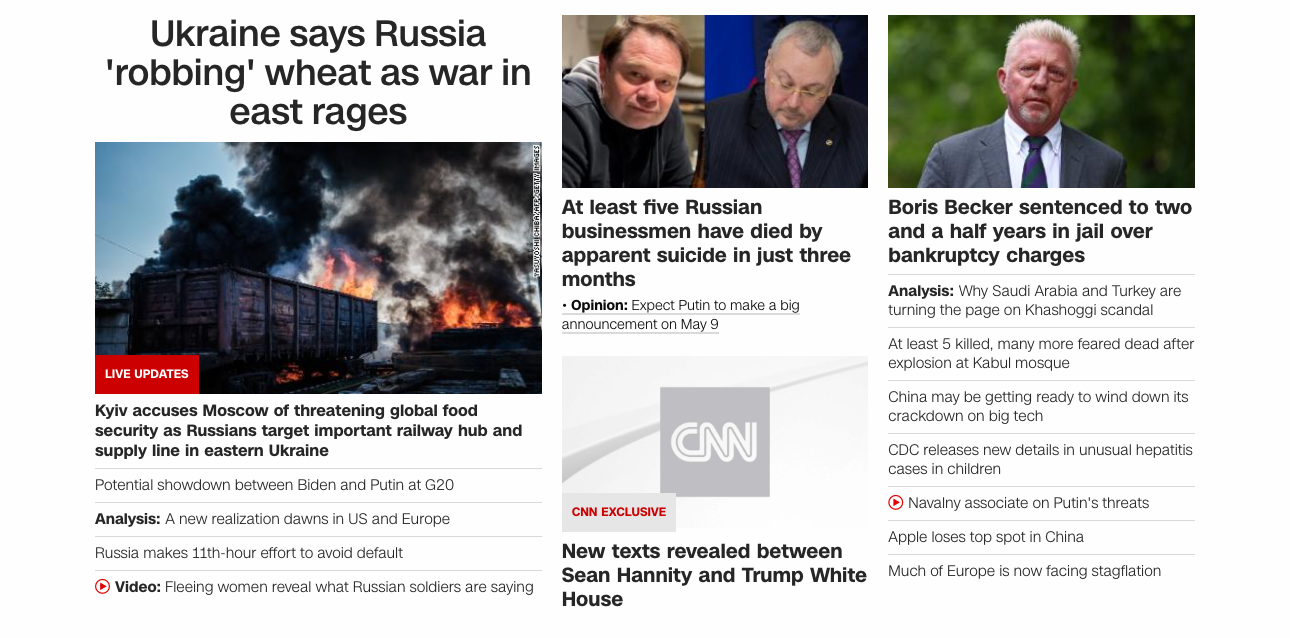 Ukraine says Russia
'robbing' wheat as war in
east rages
YASUYOSHI CHIBA/AFP/GETTY IMAGES
LIVE UPDATES
Kyiv accuses Moscow of threatening global food
security as Russians target important railway hub and
supply line in eastern Ukraine
Potential showdown between Biden and Putin at G20
Analysis: A new realization dawns in US and Europe
Russia makes 11th-hour effort to avoid default
Video: Fleeing women reveal what Russian soldiers are saying
At least five Russian
businessmen have died by
apparent suicide in just three
months
• Opinion: Expect Putin to make a big
announcement on May 9
CNN
CNN EXCLUSIVE
New texts revealed between
Sean Hannity and Trump White
House
Boris Becker sentenced to two
and a half years in jail over
bankruptcy charges
Analysis: Why Saudi Arabia and Turkey are
turning the page on Khashoggi scandal
At least 5 killed, many more feared dead after
explosion at Kabul mosque
China may be getting ready to wind down its
crackdown on big tech
CDC releases new details in unusual hepatitis
cases in children
Navalny associate on Putin's threats
Apple loses top spot in China
Much of Europe is now facing stagflation